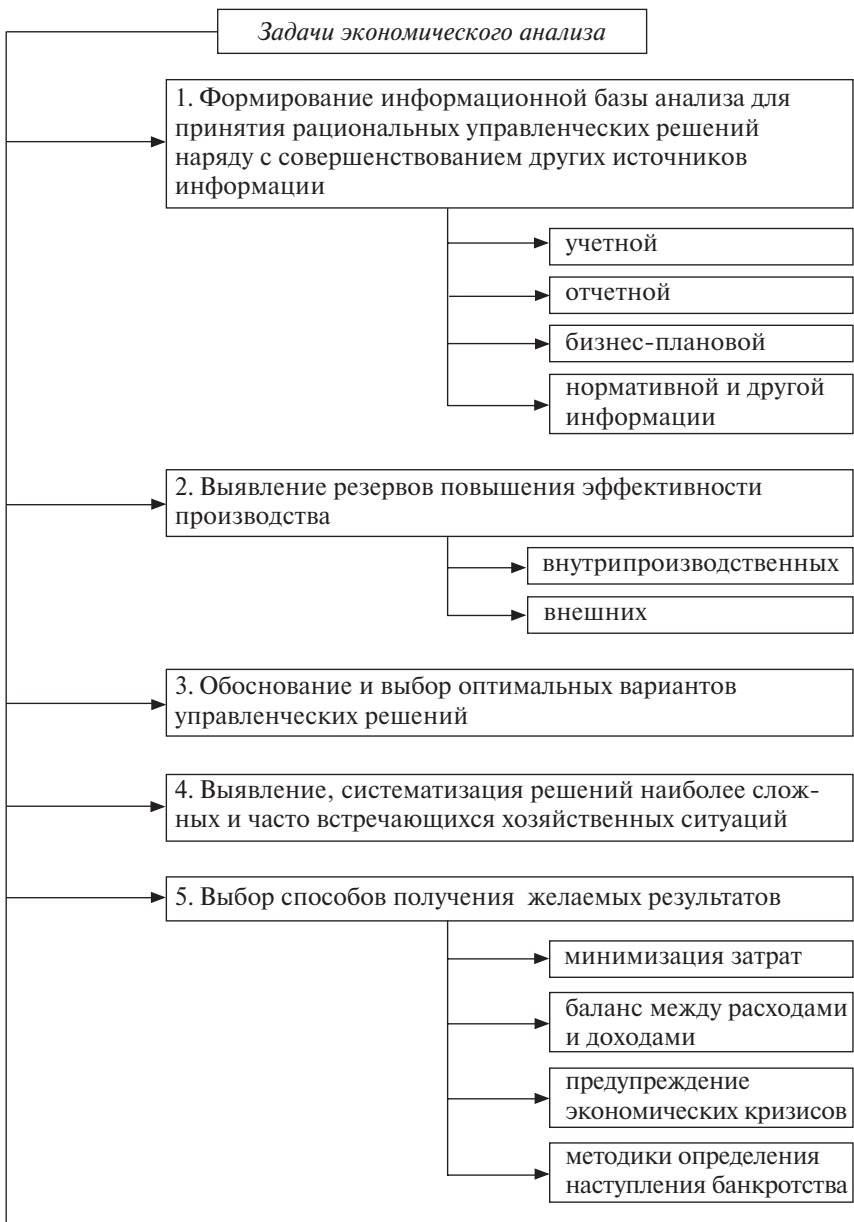 Задачи экономического анализа
1. Формирование информационной базы анализа для
принятия рациональных управленческих решений
наряду с совершенствованием других источников
информации
учетной
отчетной
бизнес-плановой
нормативной и другой
информации
2. Выявление резервов повышения эффективности
производства
внутрипроизводственных
внешних
3. Обоснование и выбор оптимальных вариантов
управленческих решений
4. Выявление, систематизация решений наиболее слож-
ных и часто встречающихся хозяйственных ситуаций
5. Выбор способов получения желаемых результатов
минимизация затрат
баланс между расходами
и доходами
предупреждение
экономических кризисов
методики определения
наступления банкротства